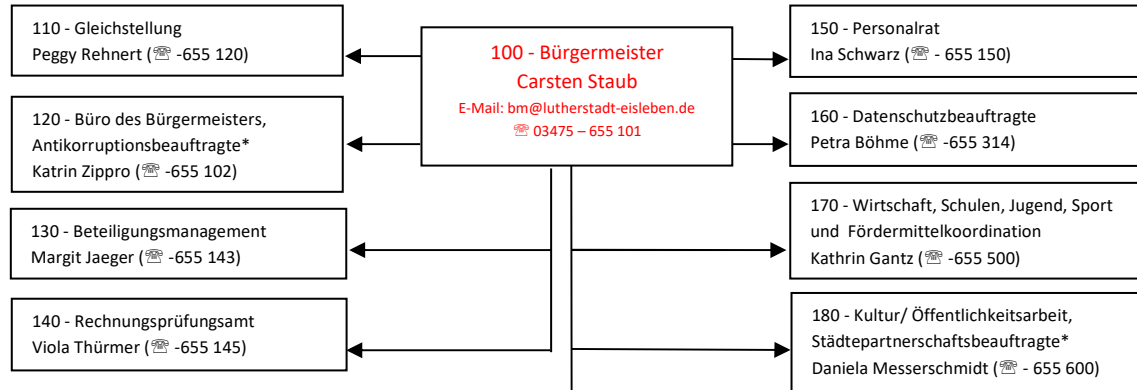 110 - Gleichstellung
Peggy Rehnert (☏ -655 120)
120 - Büro des Bürgermeisters,
Antikorruptionsbeauftragte*
Katrin Zippro (☏ -655 102)
130 - Beteiligungsmanagement
Margit Jaeger (☏ -655 143)
140 - Rechnungsprüfungsamt
Viola Thürmer (☏ -655 145)
100 - Bürgermeister
Carsten Staub
E-Mail: bm@lutherstadt-eisleben.de
☏ 03475 – 655 101
150 - Personalrat
Ina Schwarz (☏ - 655 150)
160 - Datenschutzbeauftragte
Petra Böhme (☏ -655 314)
170 - Wirtschaft, Schulen, Jugend, Sport
und Fördermittelkoordination
Kathrin Gantz (☏ -655 500)
180 - Kultur/ Öffentlichkeitsarbeit,
Städtepartnerschaftsbeauftragte*
Daniela Messerschmidt (☏ - 655 600)